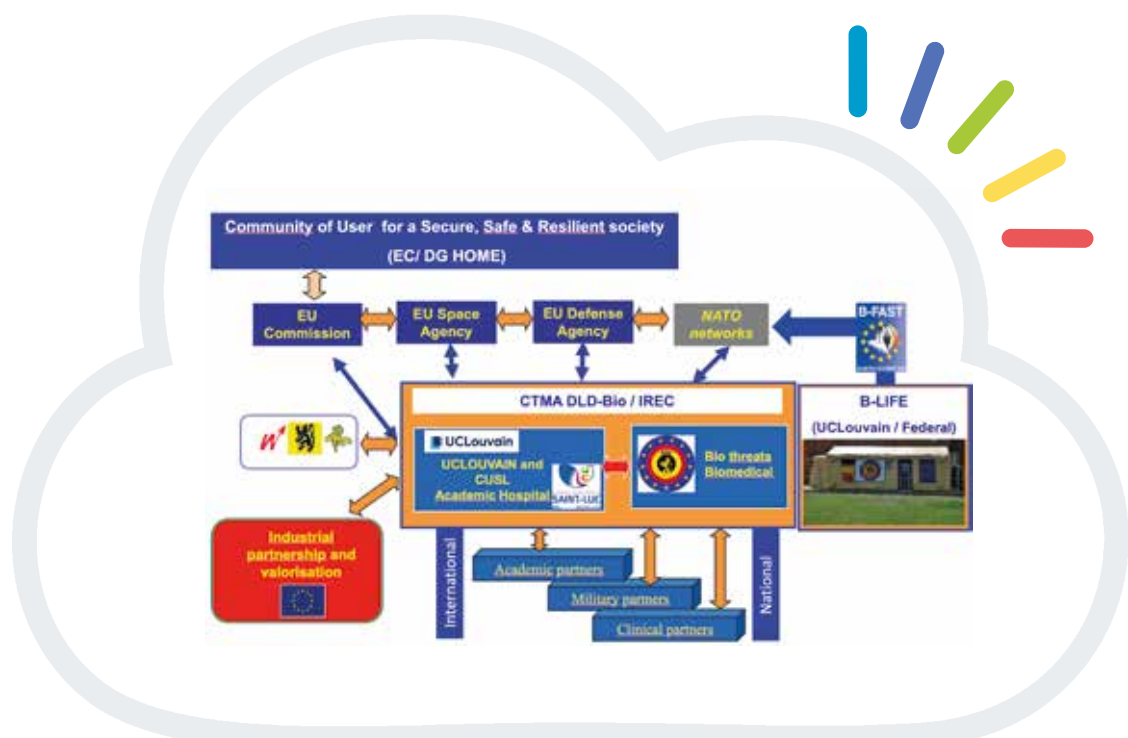 Community of User for a Secure, Safe & Resilient society
(EC/ DG HOME)
EU
Commission
EU Space
Agency
EU Defense
Agency
NATO
networks
B-FAST
CTMA DLD-Bio / IREC
B-LIFE
(UCLouvain / Federal)
UCLouvain
UCLOUVAIN and
CUSL
Academic Hospital
SAINT-LUC
Bio threats
Biomedical
Industrial
partnership and
valorisation
International
Academic partners
Military partners
Clinical partners
National